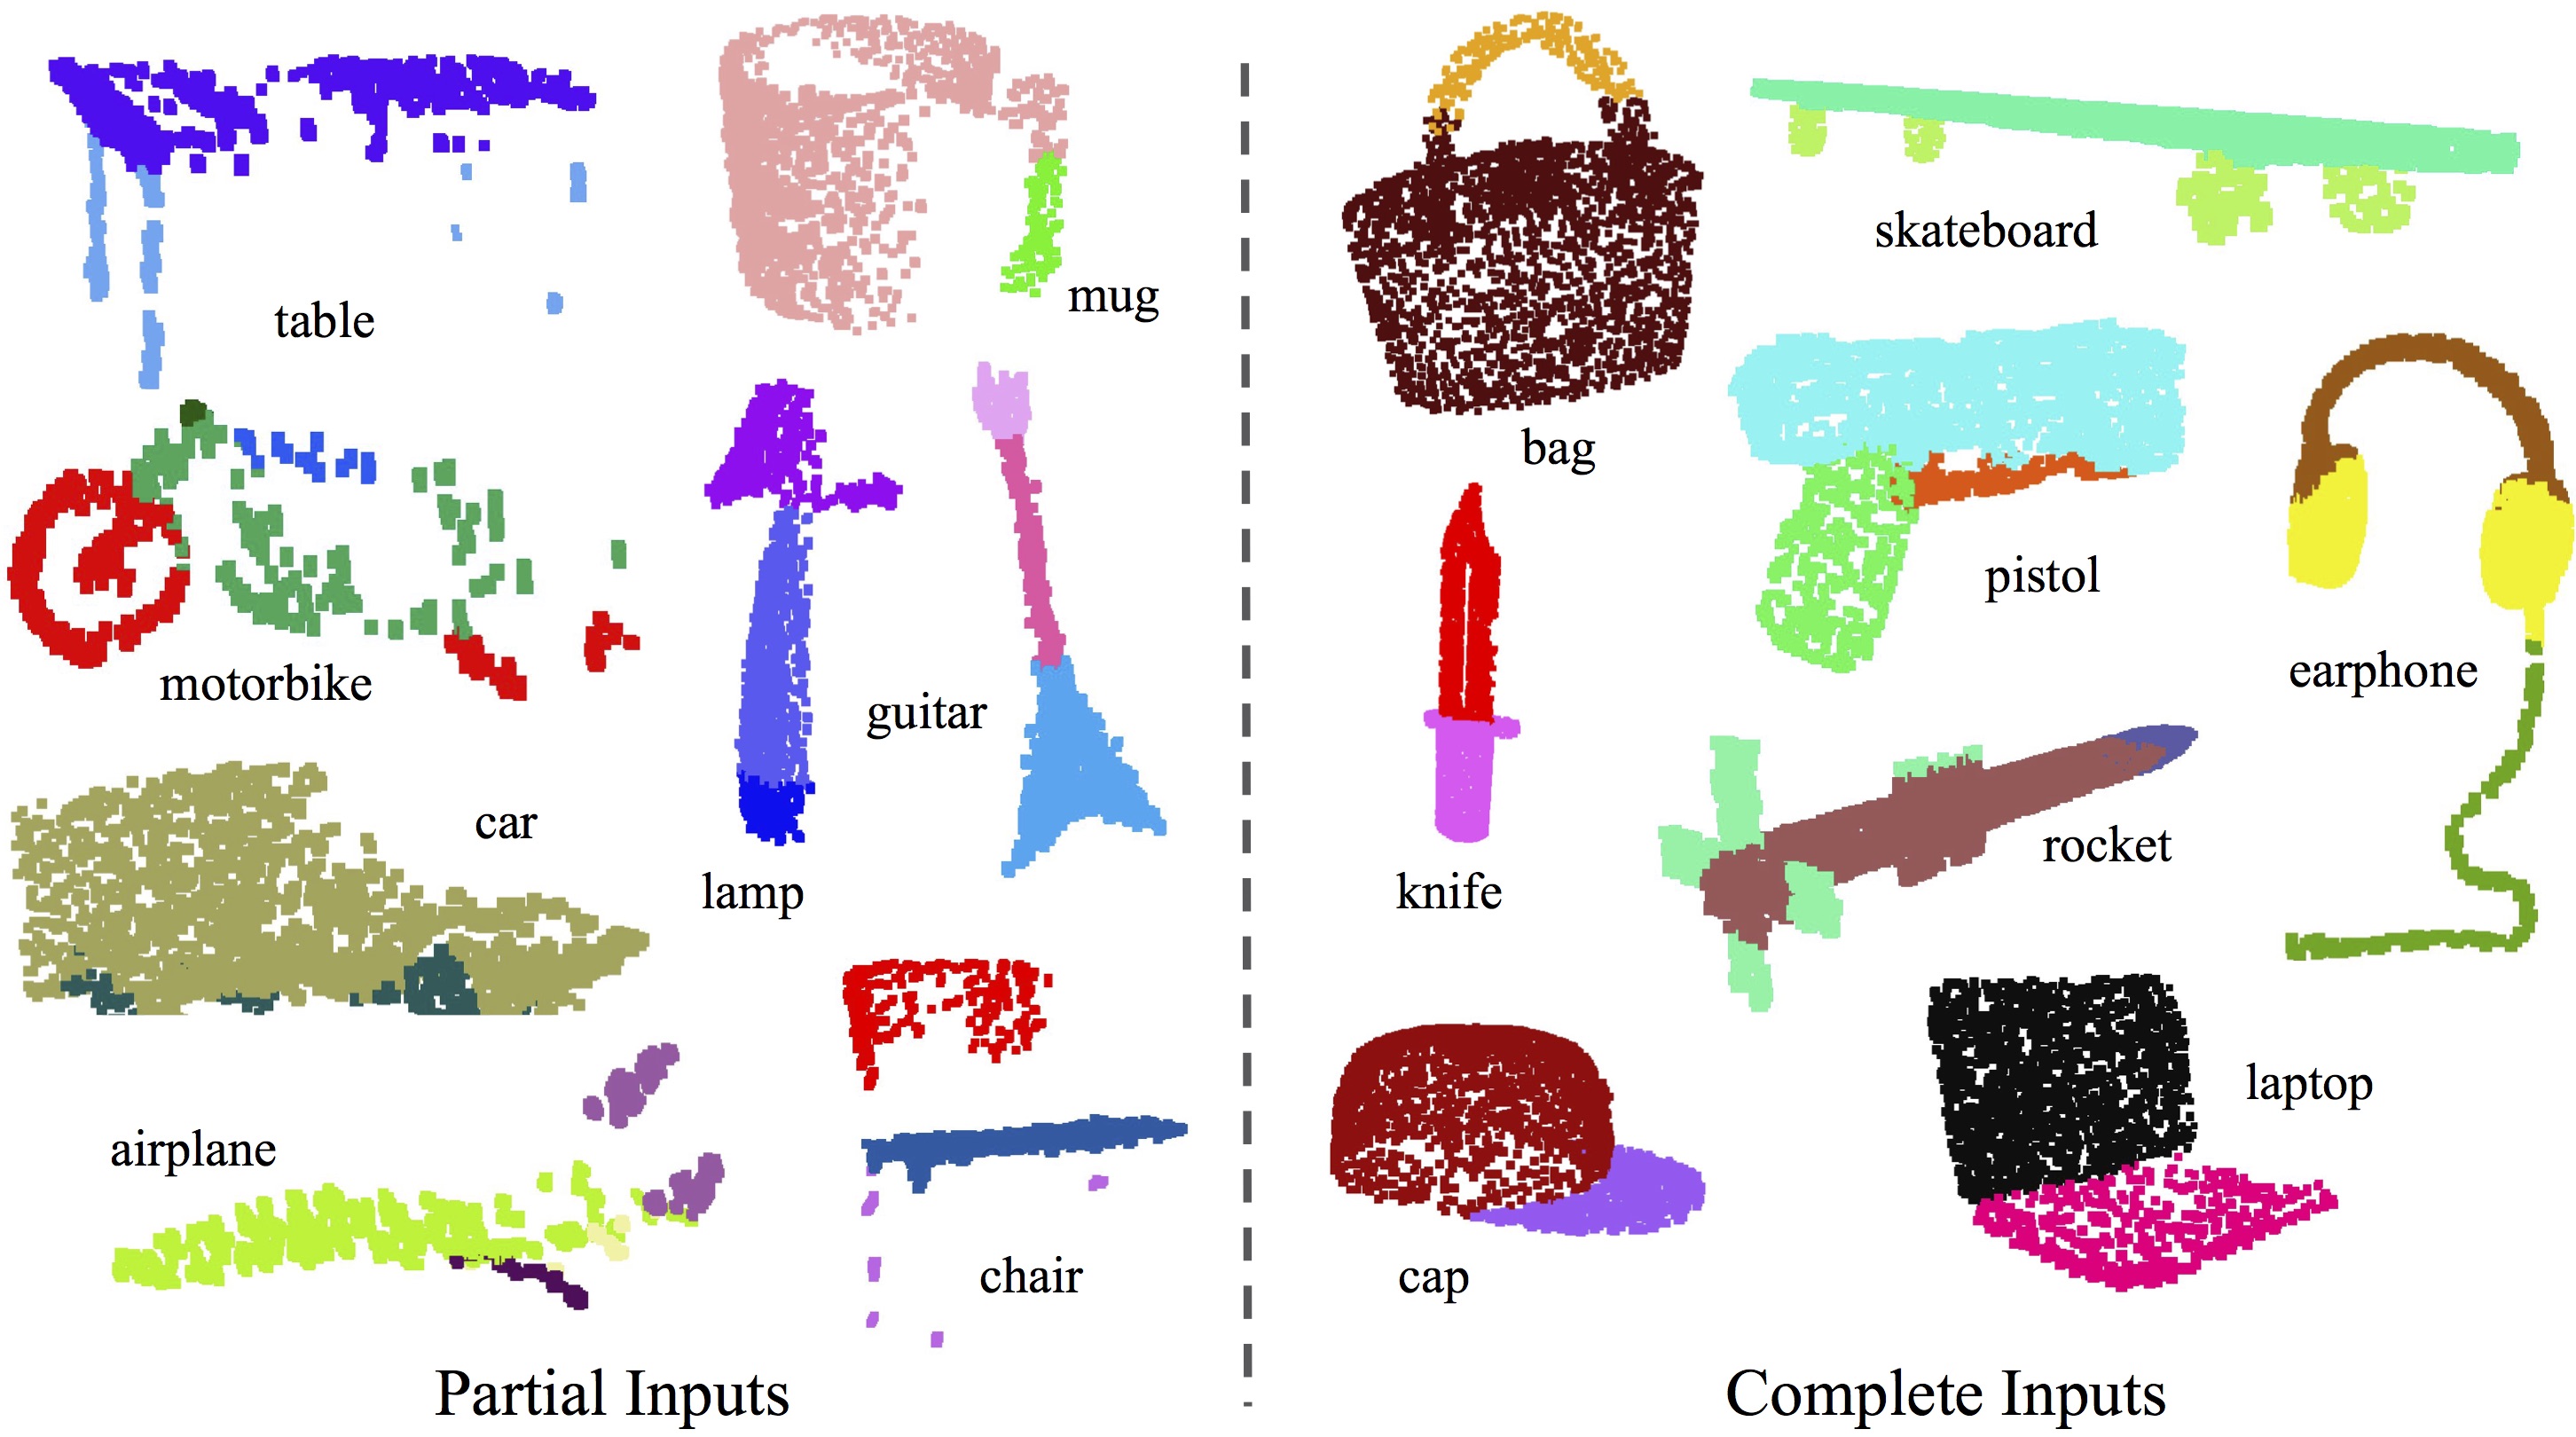 table
mug
motorbike
guitar
car
lamp
airplane
chair
Partial Inputs
skateboard
bag
pistol
earphone
knife
rocket
laptop
cap
Complete Inputs